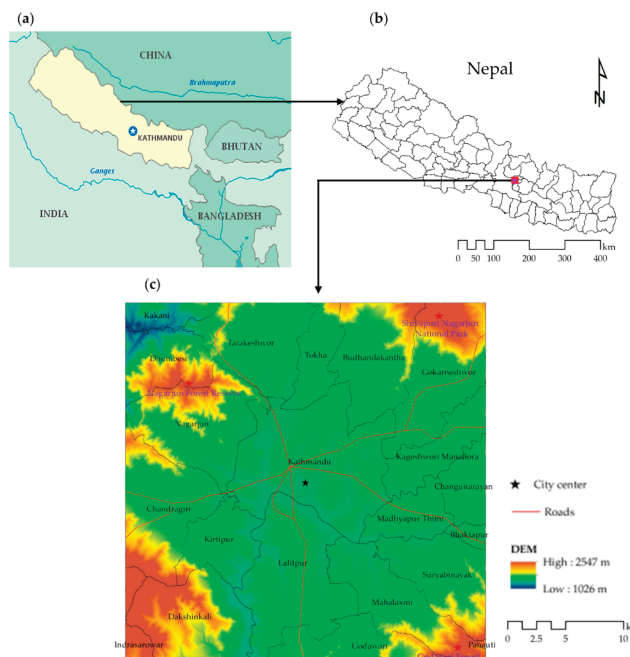 (a)
(b)
CHINA
Brahmaputra
KATHMANDU
BHUTAN
Ganges
INDIA
BANGLADESH
Nepal
N
km
0 50 100 200 300 400
(c)
Kakani
Shivapuri Nagarjun
National Park
Tarakeshwor
Tokha
Budhanilakantha
Dhunibesi
Gokarneshwor
Nagarjun Forest Reserve
Nagarjun
Kageshwori Manahora
Kathmandu
Changunarayan
Chandragiri
Madhyapur Thimi
Bhaktapur
Kirtipur
Lalitpur
Suryabinayak
Mahalaxmi
Dakshinkali
Indrasarowar
Godawari
Panauti
City center
Roads
DEM
High : 2547 m
Low : 1026 m
0 2.5 5 10